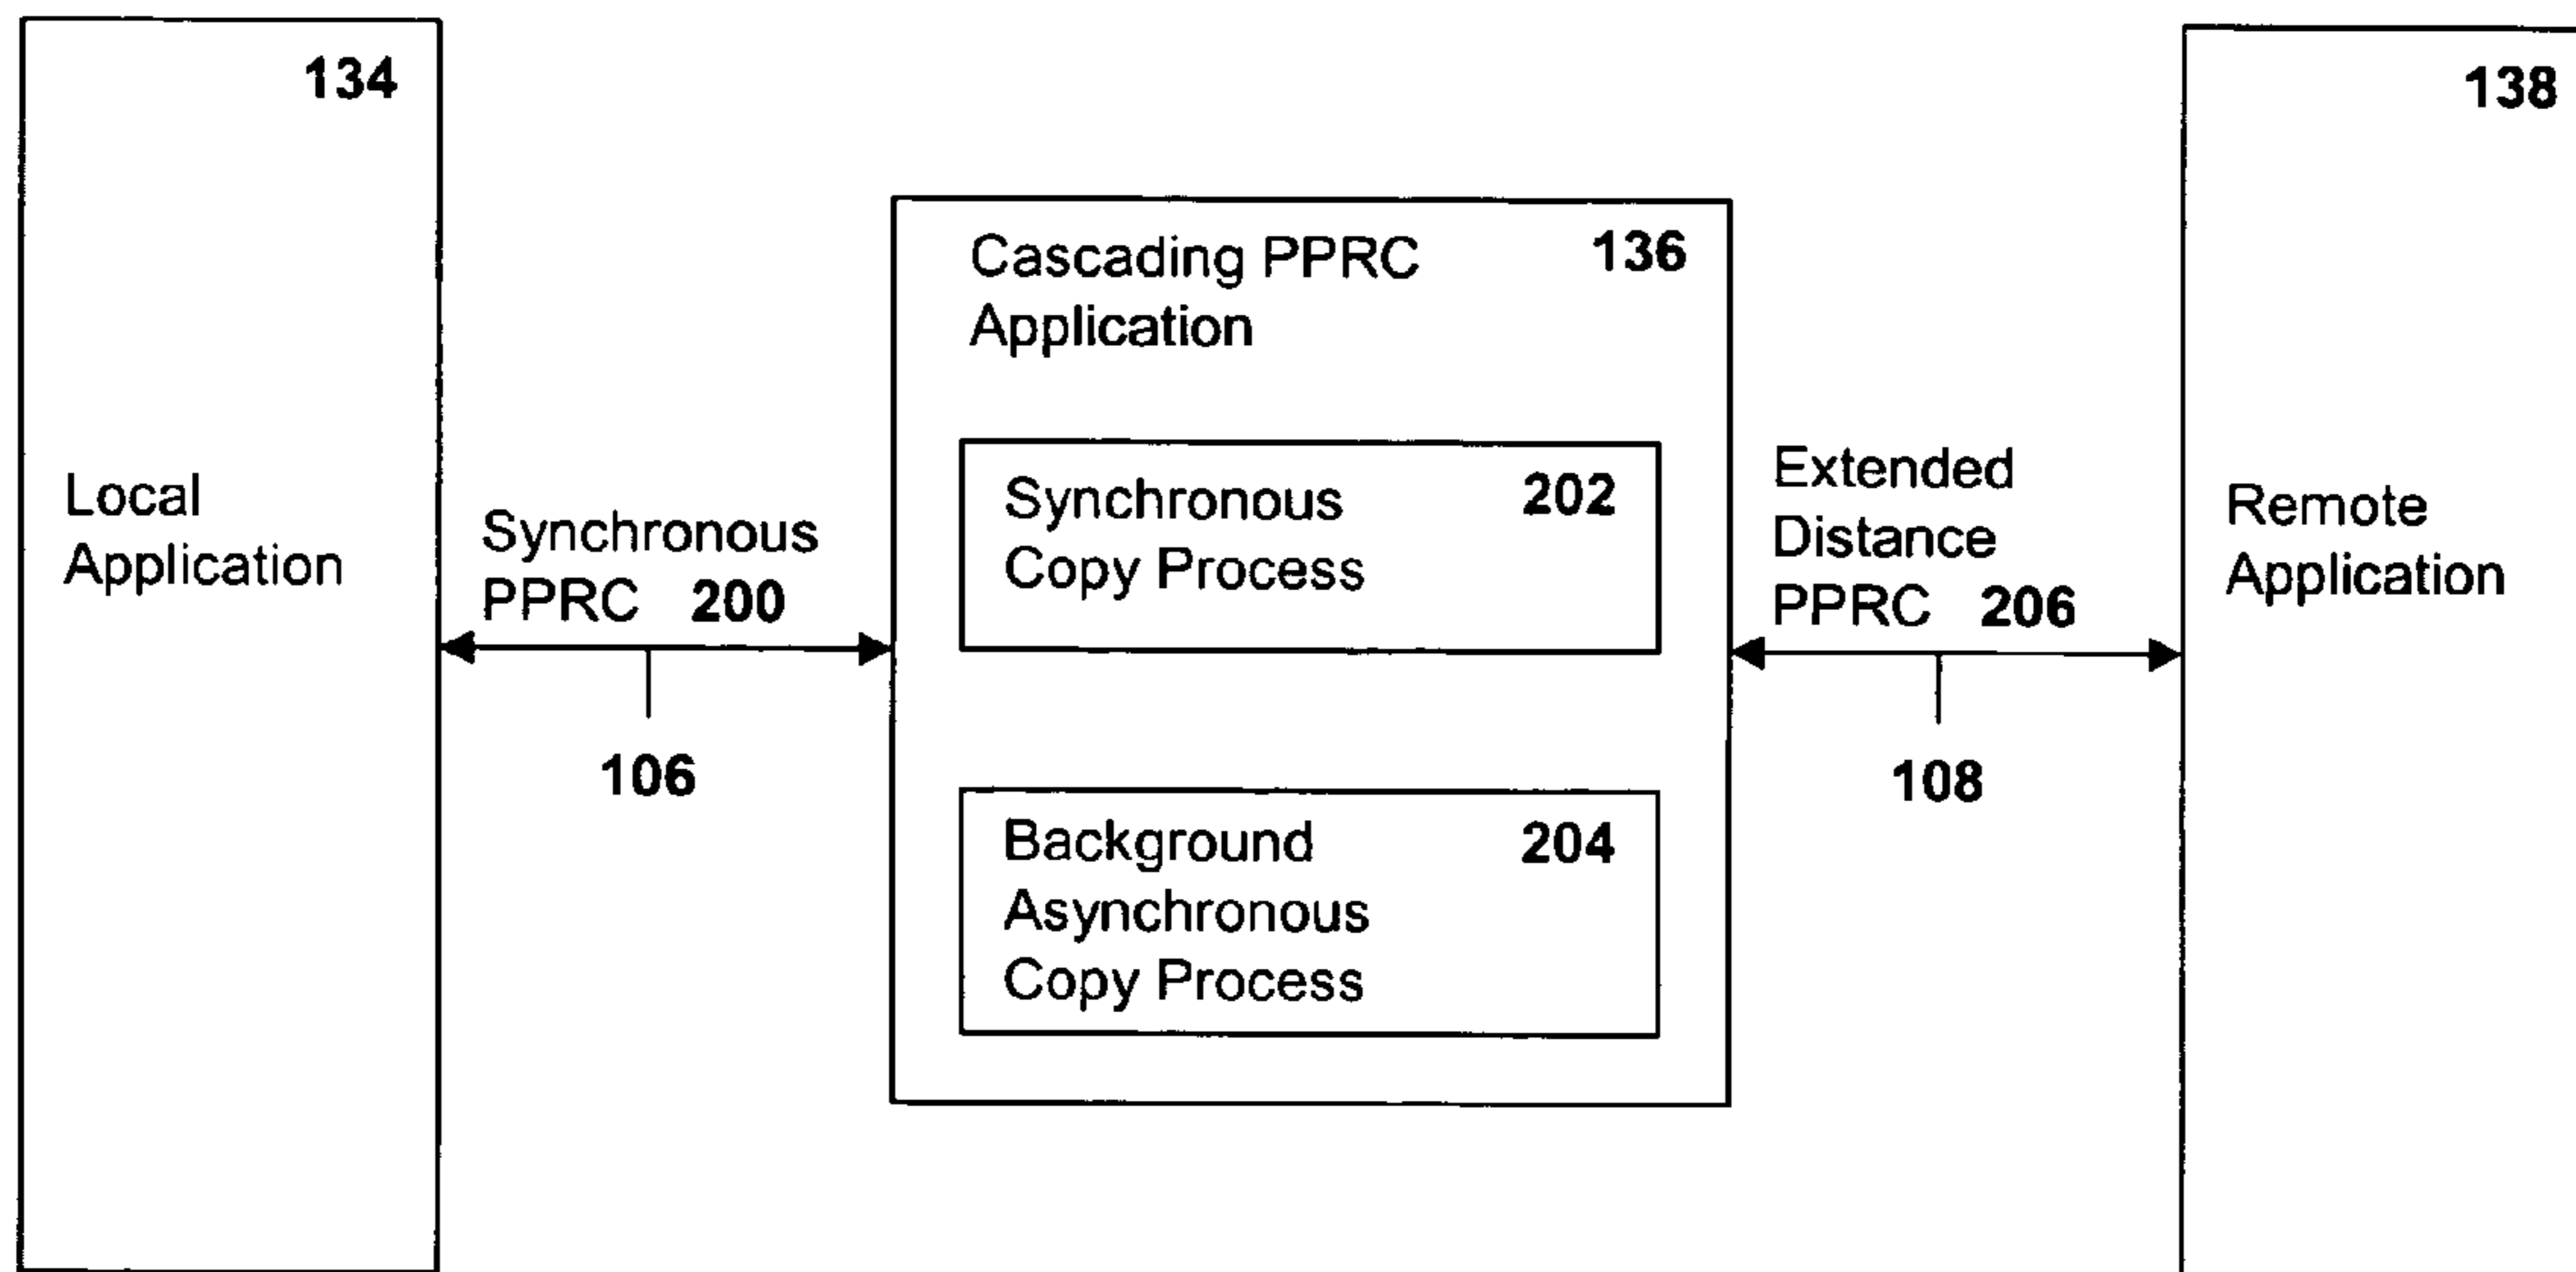 134
Local
Application
Synchronous
PPRC 200
106
Cascading PPRC 136
Application
Synchronous 202
Copy Process
Background 204
Asynchronous
Copy Process
Extended
Distance
PPRC 206
108
138
Remote
Application